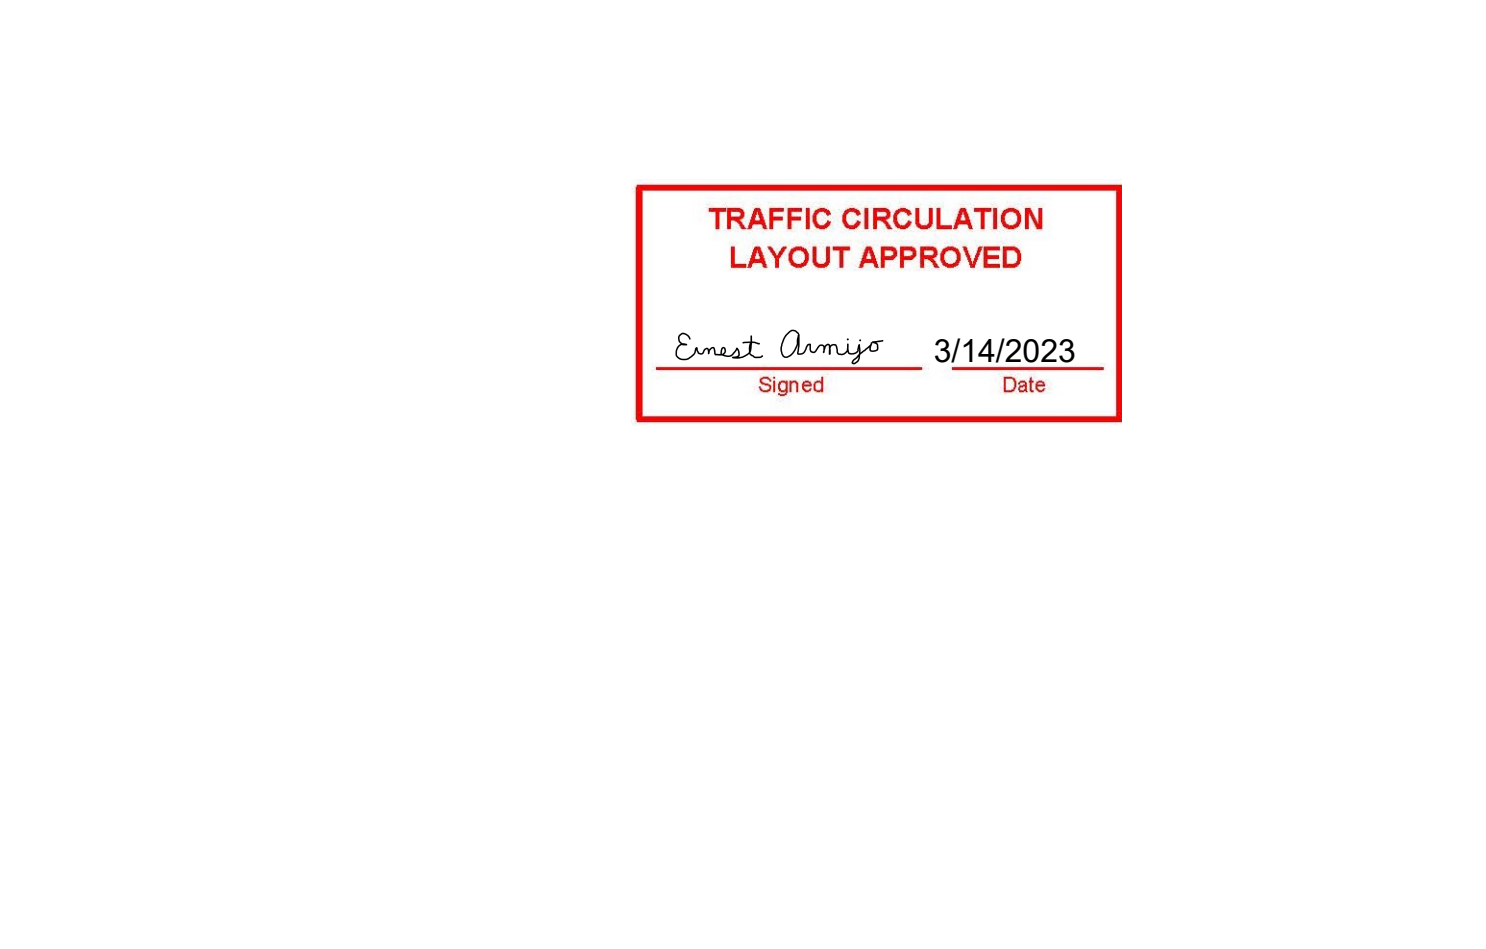 TRAFFIC CIRCULATION
LAYOUT APPROVED
Ernest Armijo 3/14/2023
Signed Date